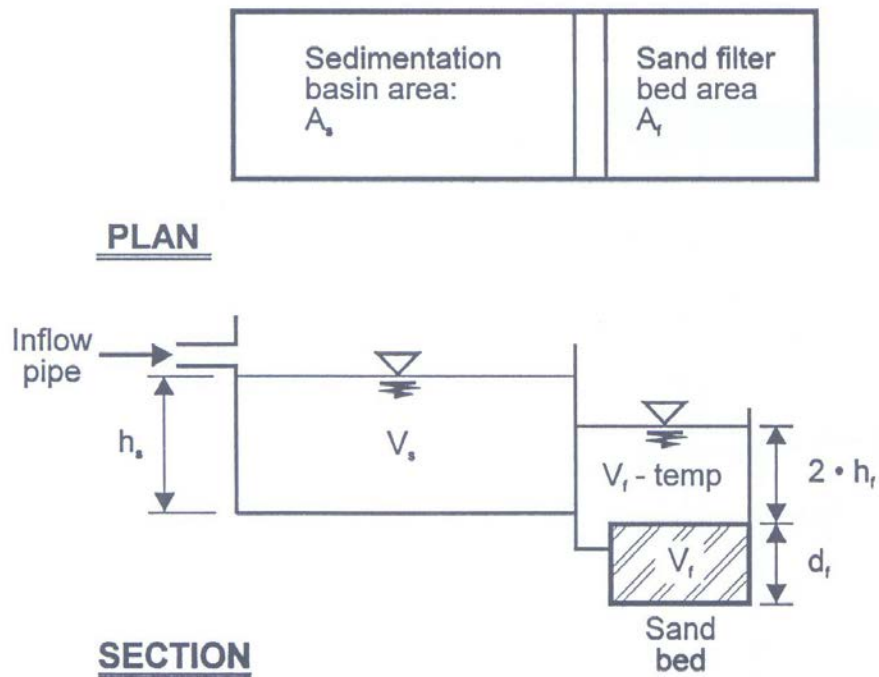 Sedimentation
basin area:
Aₛ
Sand filter
bed area
A_f
PLAN
Inflow
pipe
hₛ
Vₛ
V_f - temp
2 • h_f
V_f
d_f
Sand
bed
SECTION